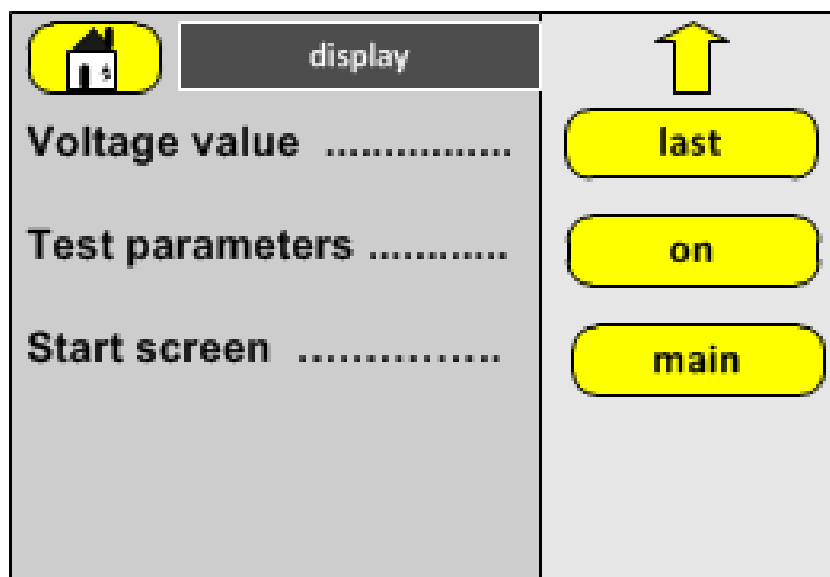 display
Voltage value ................ last
Test parameters ............ on
Start screen ............... main